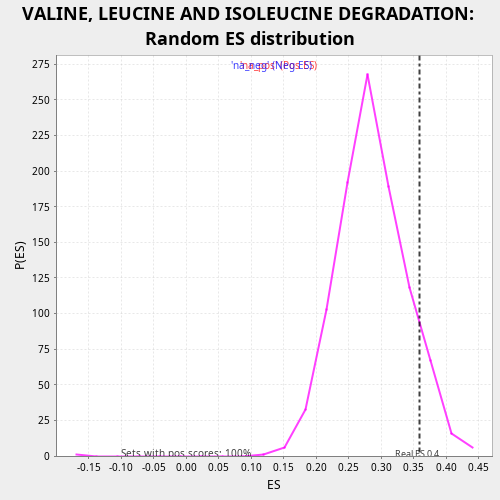 VALINE, LEUCINE AND ISOLEUCINE DEGRADATION:
Random ES distribution
275
250
225
200
175
150
125
100
75
50
25
0
P(ES)
Sets with pos scores: 100%
Real ES 0.4
-0.15 -0.10 -0.05 0.00 0.05 0.10 0.15 0.20 0.25 0.30 0.35 0.40 0.45
ES